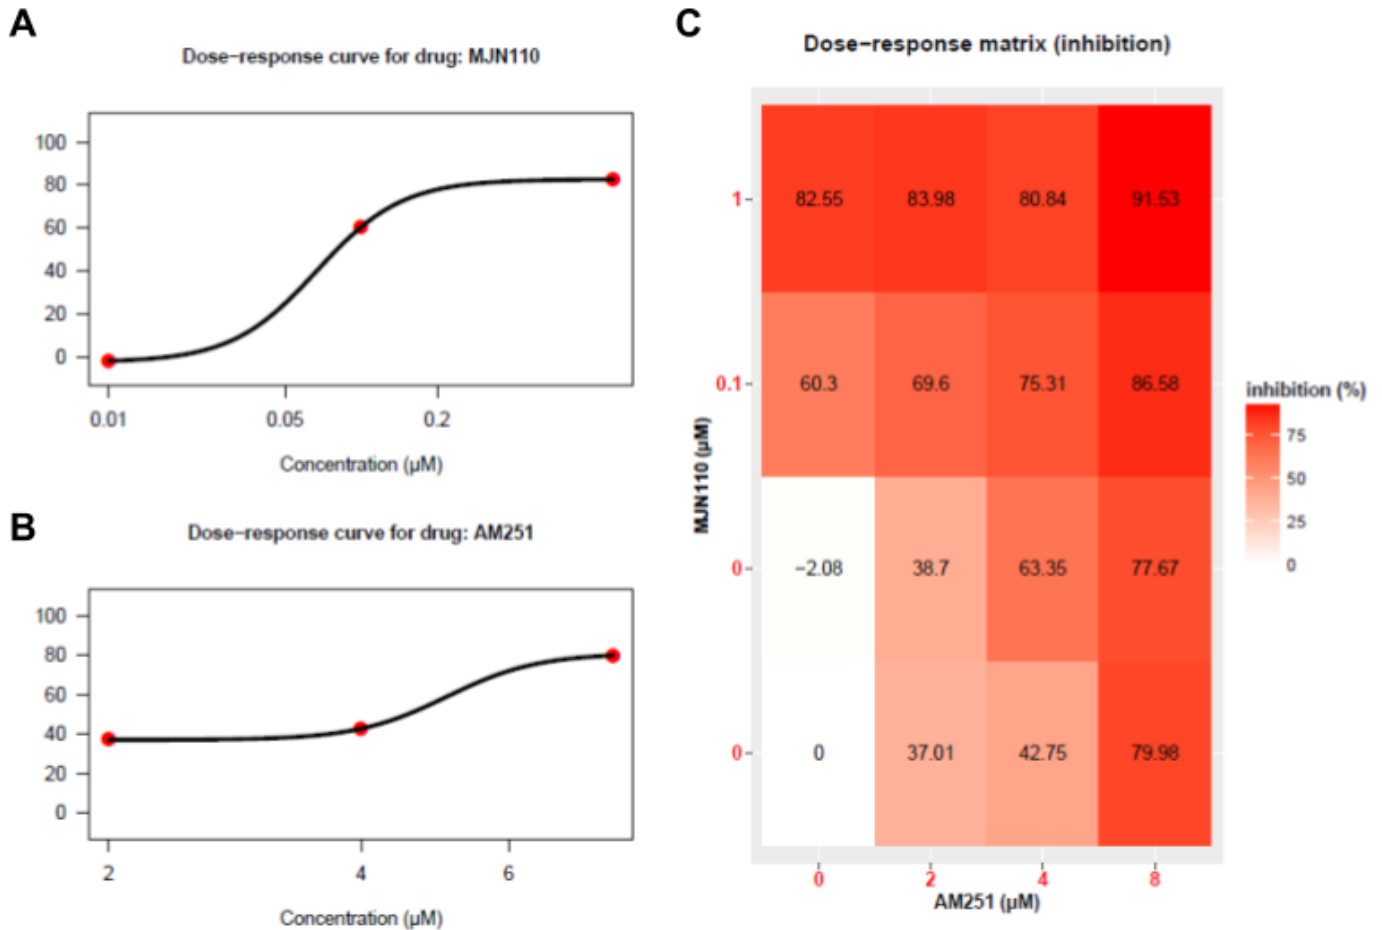 A
Dose-response curve for drug: MJN110
100
80
60
40
20
0
0.01 0.05 0.2
Concentration (µM)
B
Dose-response curve for drug: AM251
100
80
60
40
20
0
2 4 6
Concentration (µM)
C
Dose-response matrix (inhibition)
MJN110 (µM)
1 82.55 83.98 80.84 91.53
0.1 60.3 69.6 75.31 86.58
0 −2.08 38.7 63.35 77.67
0 0 37.01 42.75 79.98
0 2 4 8
AM251 (µM)
inhibition (%)
75
50
25
0